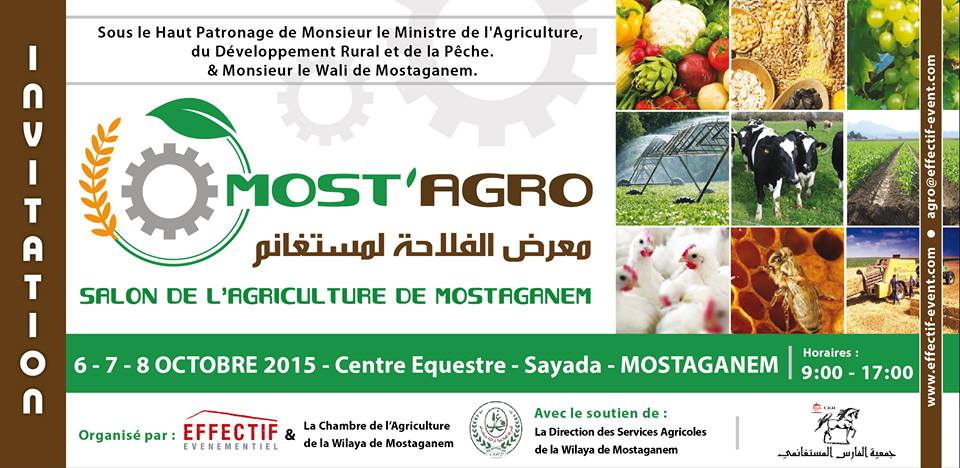 INVITATION
Sous le Haut Patronage de Monsieur le Ministre de l'Agriculture,
du Développement Rural et de la Pêche.
& Monsieur le Wali de Mostaganem.
MOST'AGRO
معرض الفلاحة لمستغانم
SALON DE L'AGRICULTURE DE MOSTAGANEM
6 - 7 - 8 OCTOBRE 2015 - Centre Equestre - Sayada - MOSTAGANEM
Horaires :
9:00 - 17:00
Organisé par :
EFFECTIF
EVENEMENTIEL
&
La Chambre de l'Agriculture
de la Wilaya de Mostaganem
Avec le soutien de :
La Direction des Services Agricoles
de la Wilaya de Mostaganem
جمعية الفارس المستغانمي
www.effectif-event.com • agro@effectif-event.com